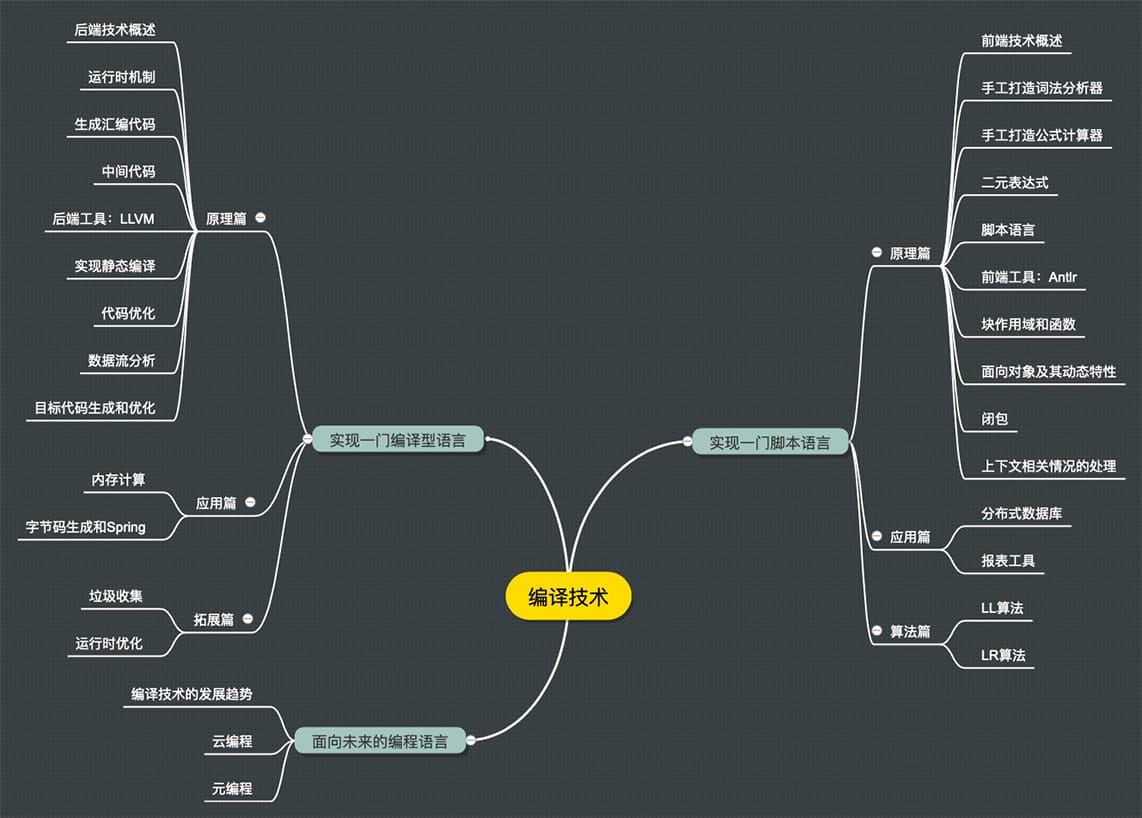 编译技术
实现一门脚本语言
原理篇
前端技术概述
手工打造词法分析器
手工打造公式计算器
二元表达式
脚本语言
前端工具：Antlr
块作用域和函数
面向对象及其动态特性
闭包
上下文相关情况的处理
应用篇
分布式数据库
报表工具
算法篇
LL算法
LR算法
实现一门编译型语言
原理篇
后端技术概述
运行时机制
生成汇编代码
中间代码
后端工具：LLVM
实现静态编译
代码优化
数据流分析
目标代码生成和优化
应用篇
内存计算
字节码生成和Spring
拓展篇
垃圾收集
运行时优化
面向未来的编程语言
编译技术的发展趋势
云编程
元编程